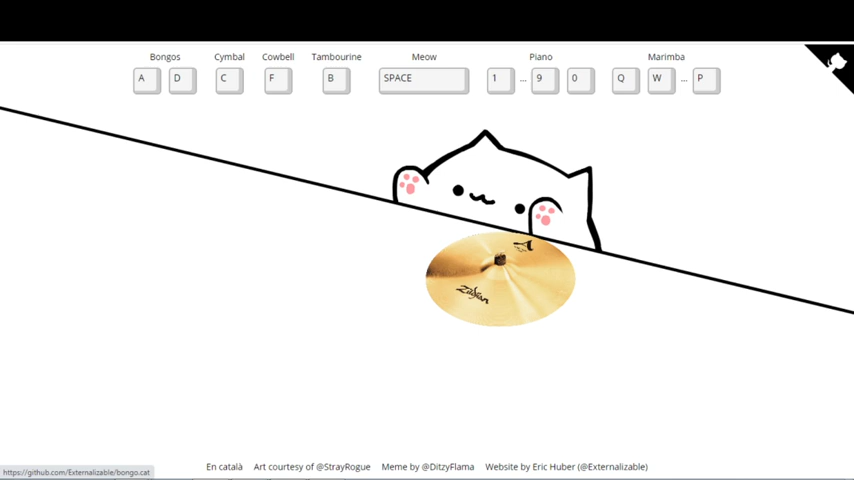 Bongos Cymbal Cowbell Tambourine Meow Piano Marimba
A D C F B SPACE 1 ... 9 0 Q W ... P
Zildjian
https://github.com/Externalizable/bongo.cat
En català Art courtesy of @StrayRogue Meme by @DitzyFlama Website by Eric Huber (@Externalizable)